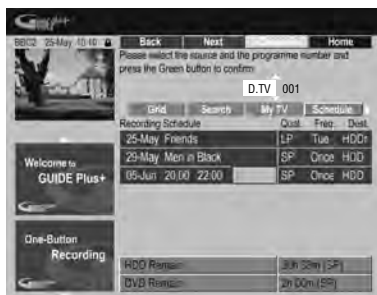 GUIDE Plus+
BBC2 25-May 10:10
Back Next Home
Please select the source and the programme number and
press the Green button to confirm
D.TV 001
Grid Search My TV Schedule
Recording Schedule Qual. Freq. Dest.
25-May Friends LP Tue HDD
29-May Men in Black SP Once HDD
05-Jun 20:00 22:00 SP Once HDD
Welcome to
GUIDE Plus+
One-Button
Recording
HDD Remain
DVD Remain 2h 00m (SP)